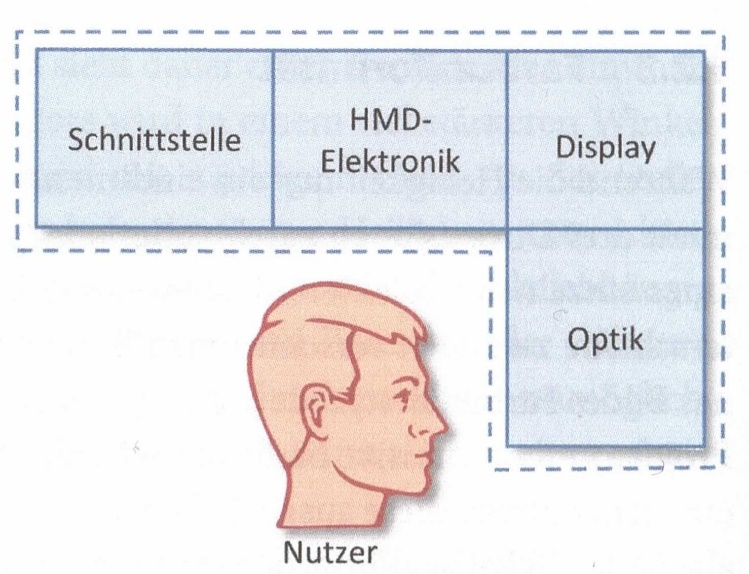 Schnittstelle
HMD-
Elektronik
Display
Optik
Nutzer